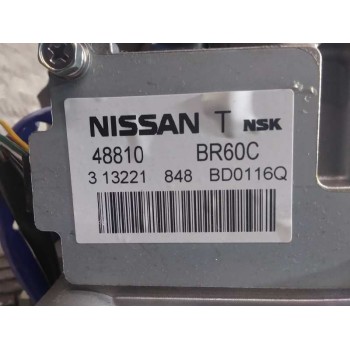 NISSAN T NSK
48810 BR60C
3 13221 848 BD0116Q